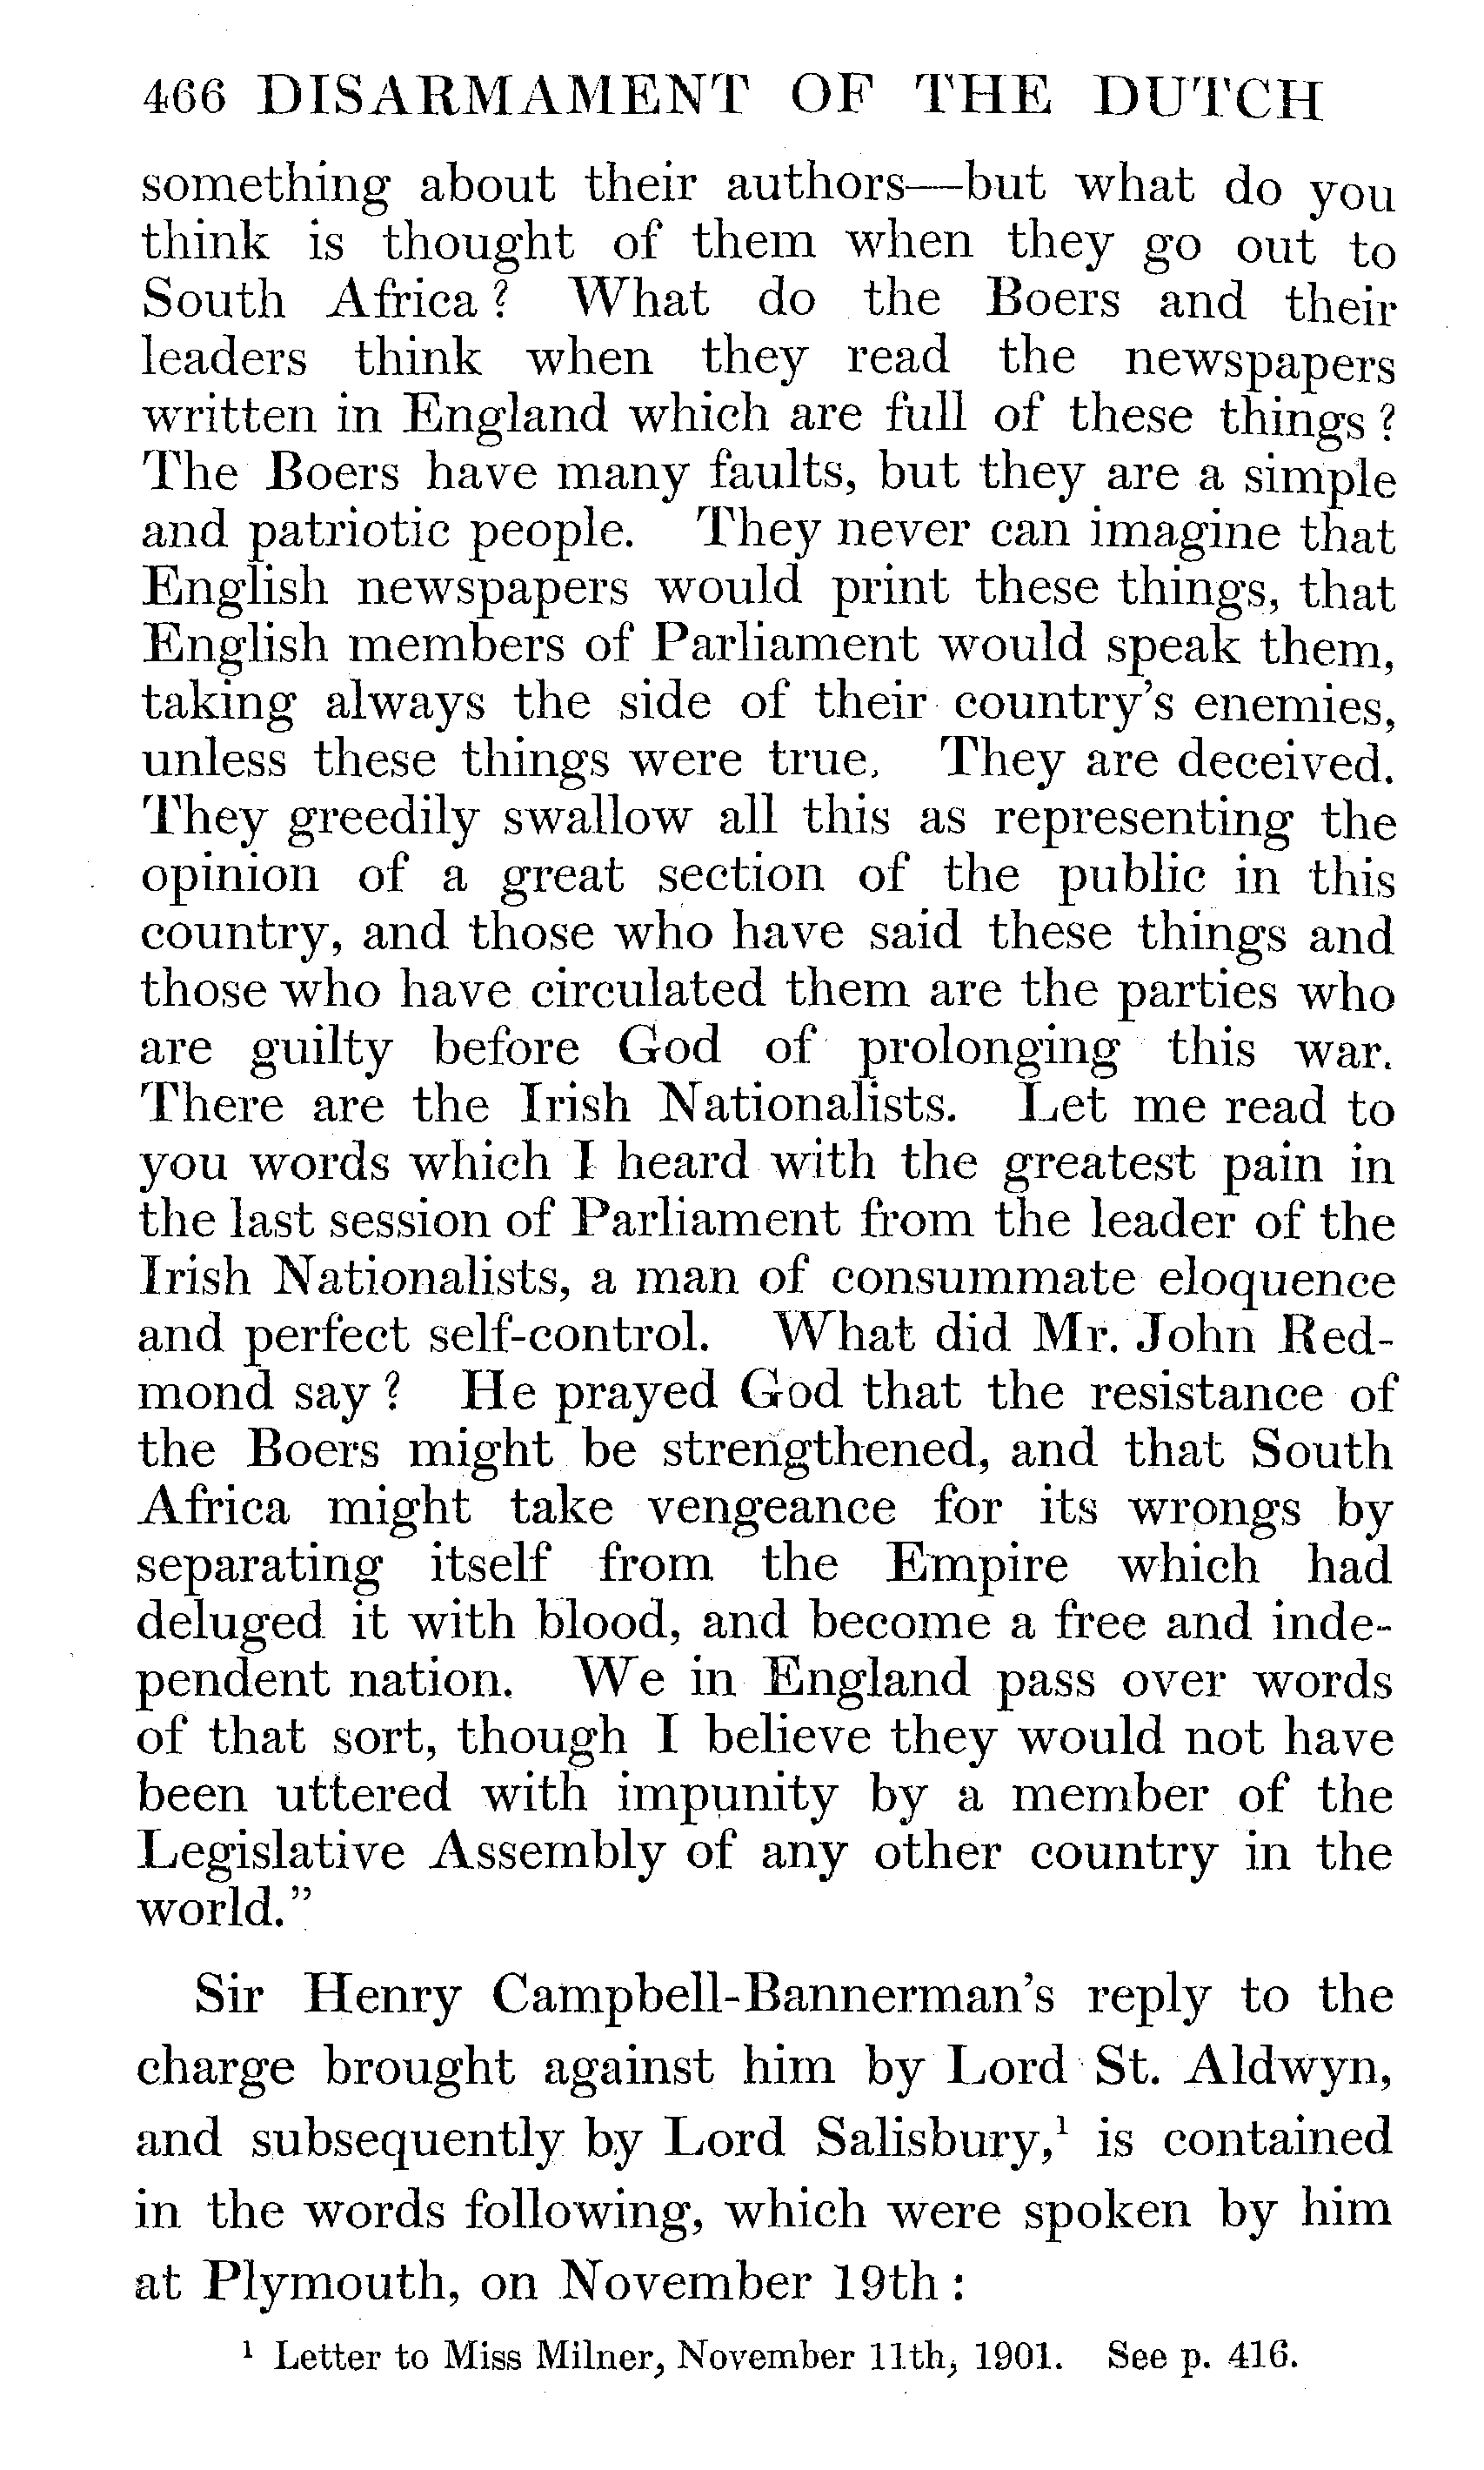 466 DISARMAMENT OF THE DUTCH
something about their authors—but what do you
think is thought of them when they go out to
South Africa? What do the Boers and their
leaders think when they read the newspapers
written in England which are full of these things?
The Boers have many faults, but they are a simple
and patriotic people. They never can imagine that
English newspapers would print these things, that
English members of Parliament would speak them,
taking always the side of their country's enemies,
unless these things were true. They are deceived.
They greedily swallow all this as representing the
opinion of a great section of the public in this
country, and those who have said these things and
those who have circulated them are the parties who
are guilty before God of prolonging this war.
There are the Irish Nationalists. Let me read to
you words which I heard with the greatest pain in
the last session of Parliament from the leader of the
Irish Nationalists, a man of consummate eloquence
and perfect self-control. What did Mr. John Red-
mond say? He prayed God that the resistance of
the Boers might be strengthened, and that South
Africa might take vengeance for its wrongs by
separating itself from the Empire which had
deluged it with blood, and become a free and inde-
pendent nation. We in England pass over words
of that sort, though I believe they would not have
been uttered with impunity by a member of the
Legislative Assembly of any other country in the
world."
Sir Henry Campbell-Bannerman's reply to the
charge brought against him by Lord St. Aldwyn,
and subsequently by Lord Salisbury,¹ is contained
in the words following, which were spoken by him
at Plymouth, on November 19th:
¹ Letter to Miss Milner, November 11th, 1901. See p. 416.